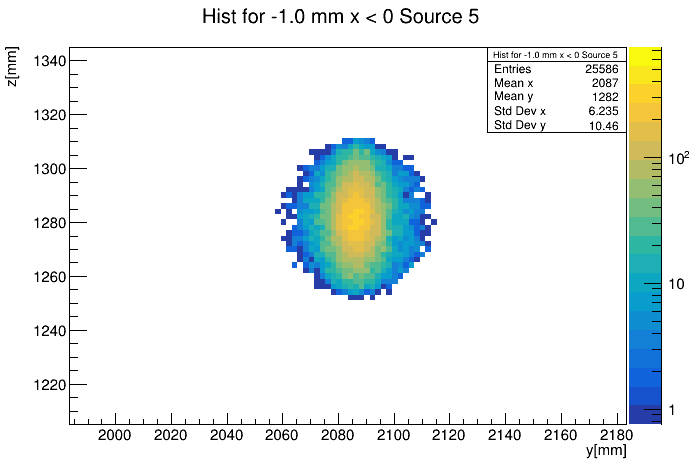 Hist for -1.0 mm x < 0 Source 5
z[mm]
1340
1320
1300
1280
1260
1240
1220
Hist for -1.0 mm x < 0 Source 5
Entries 25586
Mean x 2087
Mean y 1282
Std Dev x 6.235
Std Dev y 10.46
10²
10
1
2000 2020 2040 2060 2080 2100 2120 2140 2160 2180
y[mm]